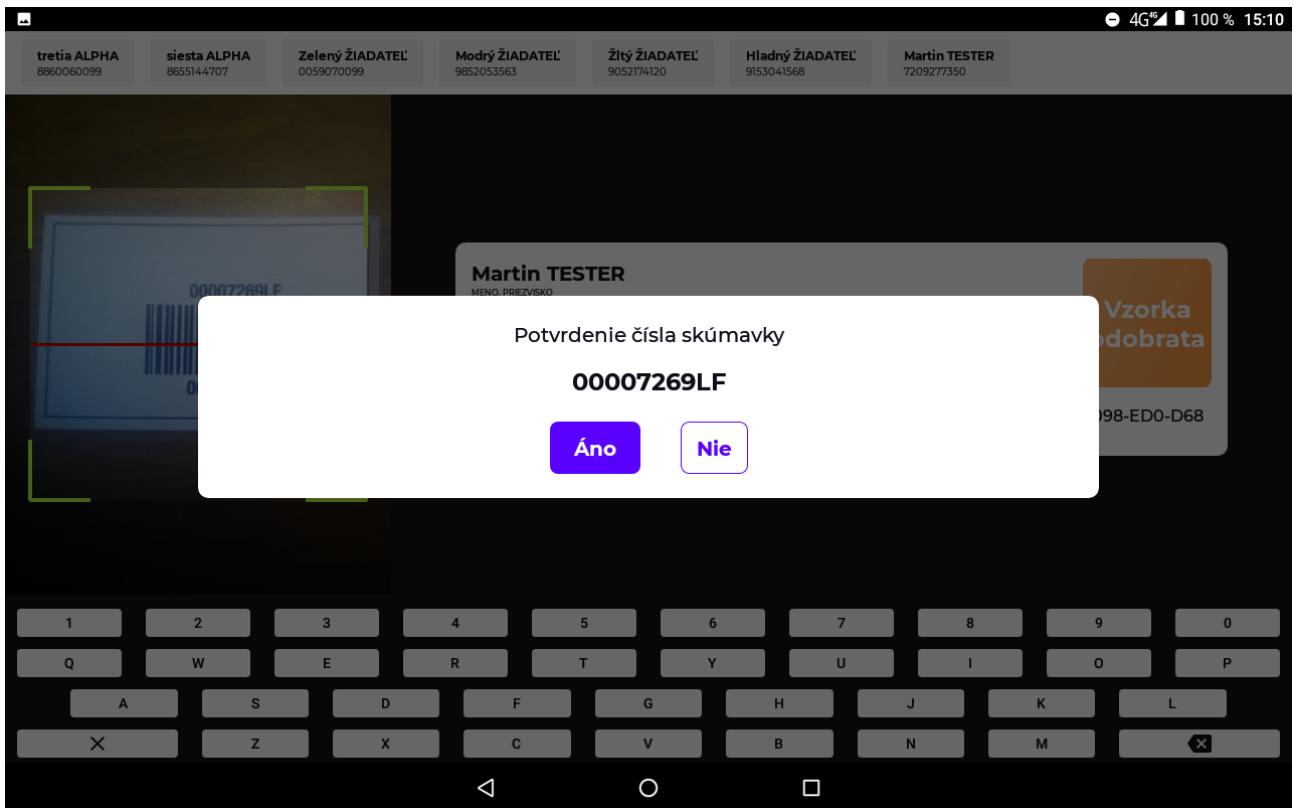 4G 4G 100 % 15:10
tretia ALPHA siesta ALPHA Zelený ŽIADATEĽ Modrý ŽIADATEĽ Žltý ŽIADATEĽ Hladný ŽIADATEĽ Martin TESTER
8860060099 8655144707 0059070099 9852053563 9052174120 9153041568 7209277350
00007269LF
Martin TESTER
MENO, PRIEZVISKO
Vzorka
odobrata
098-ED0-D68
Potvrdenie čísla skúmavky
00007269LF
Áno Nie
1 2 3 4 5 6 7 8 9 0
Q W E R T Y U I O P
A S D F G H J K L
Z X C V B N M